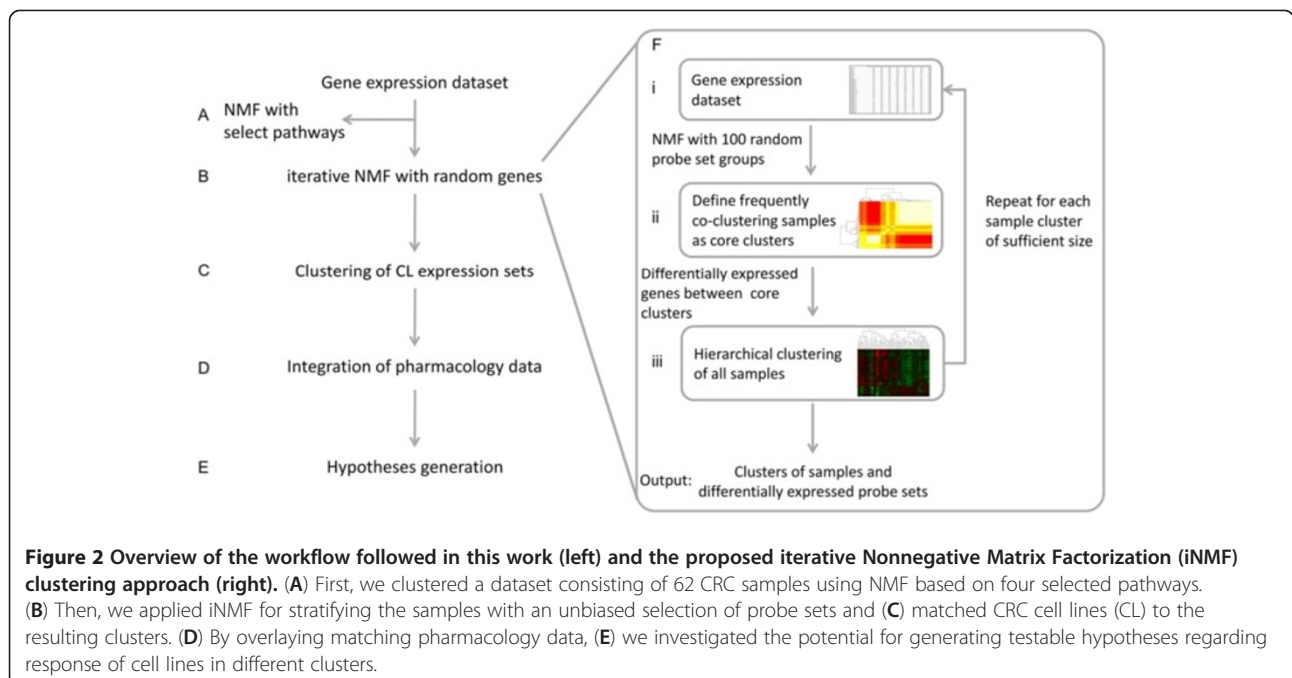 Gene expression dataset
A
NMF with
select pathways
B
iterative NMF with random genes
C
Clustering of CL expression sets
D
Integration of pharmacology data
E
Hypotheses generation
F
i
Gene expression
dataset
NMF with 100 random
probe set groups
ii
Define frequently
co-clustering samples
as core clusters
Repeat for each
sample cluster
of sufficient size
Differentially expressed
genes between core
clusters
iii
Hierarchical clustering
of all samples
Output:
Clusters of samples and
differentially expressed probe sets
Figure 2 Overview of the workflow followed in this work (left) and the proposed iterative Nonnegative Matrix Factorization (iNMF)
clustering approach (right). (A) First, we clustered a dataset consisting of 62 CRC samples using NMF based on four selected pathways.
(B) Then, we applied iNMF for stratifying the samples with an unbiased selection of probe sets and (C) matched CRC cell lines (CL) to the
resulting clusters. (D) By overlaying matching pharmacology data, (E) we investigated the potential for generating testable hypotheses regarding
response of cell lines in different clusters.